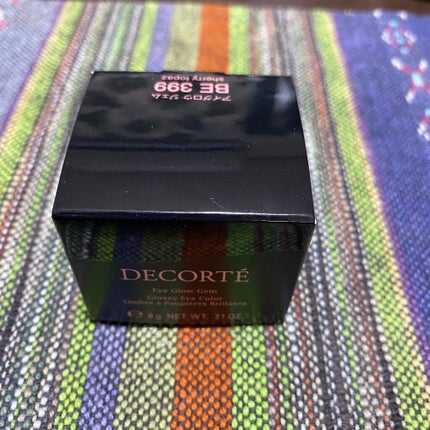 アイグロウ ジェム
BE 399
sherry topaz
DECORTÉ
Eye Glow Gem
Glossy Eye Color
Ombre à Paupières Brillante
℮ 6 g NET WT. .21 OZ.